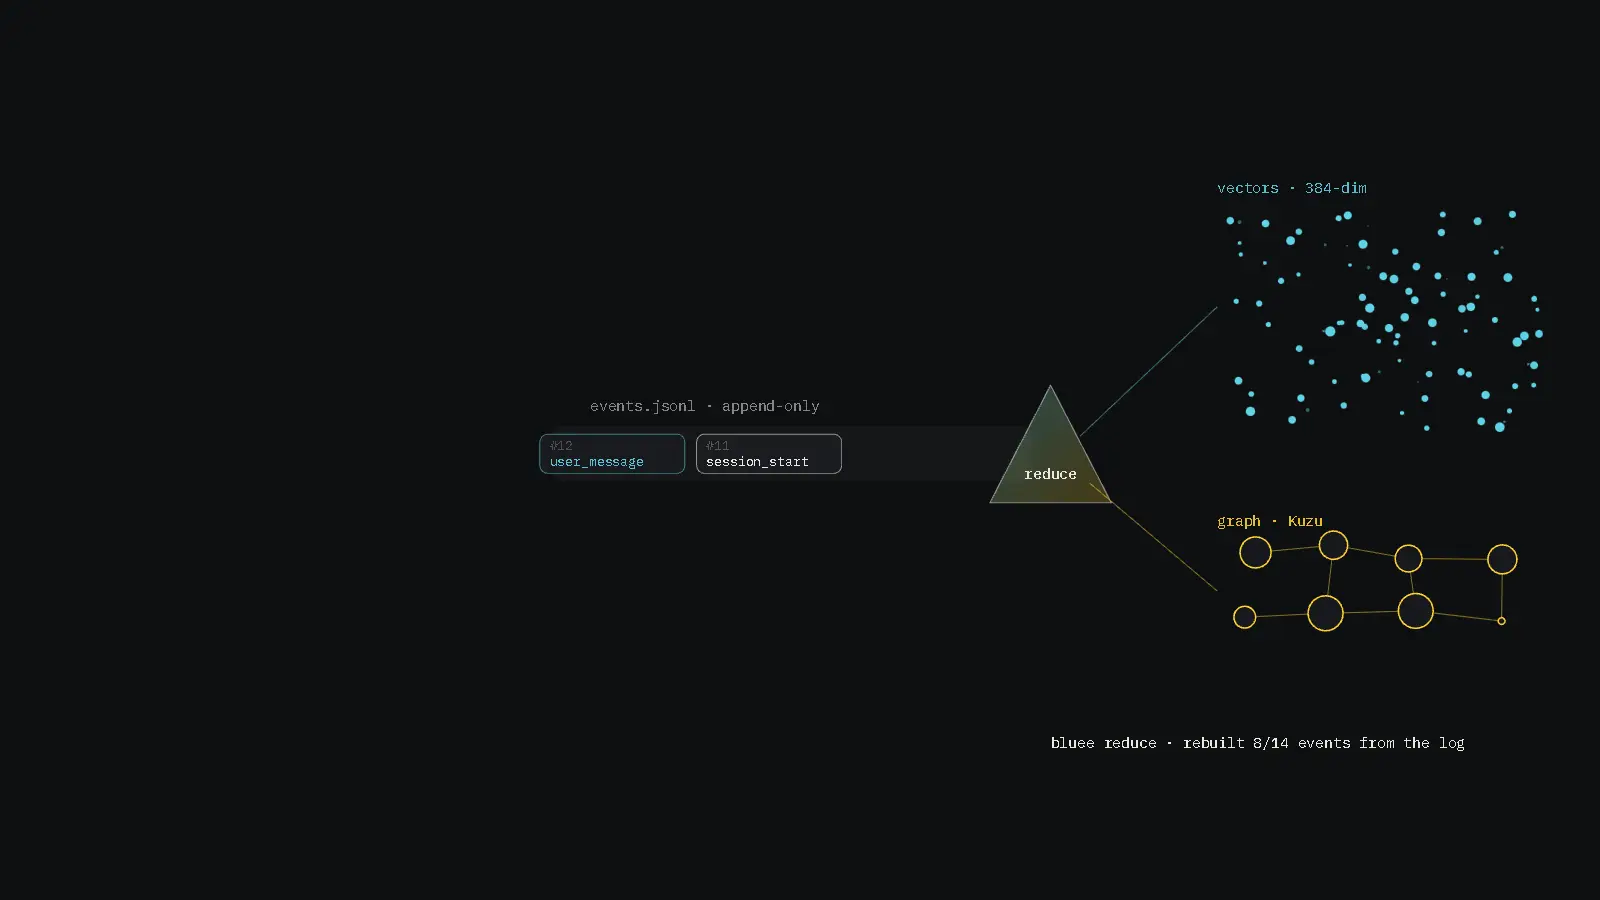 vectors · 384-dim
events.jsonl · append-only
#12
user_message
#11
session_start
reduce
graph · Kuzu
bluee reduce · rebuilt 8/14 events from the log